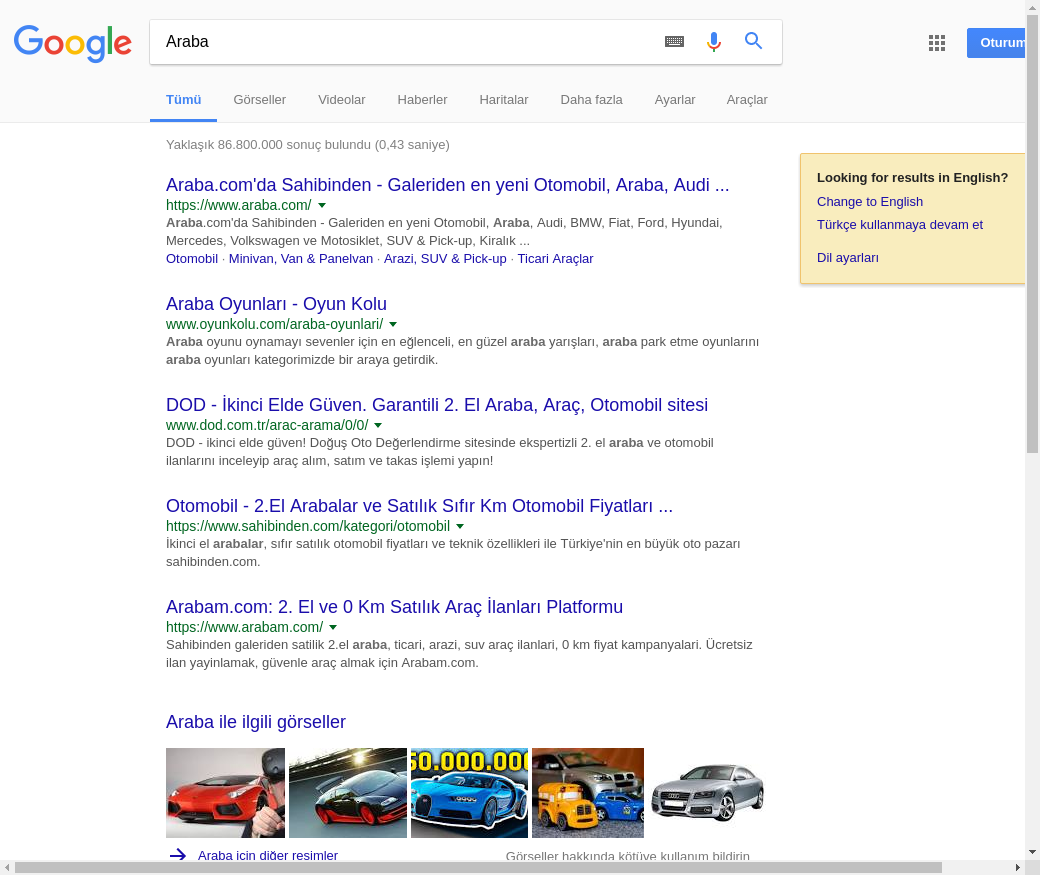 Google
Araba
Oturum
Tümü Görseller Videolar Haberler Haritalar Daha fazla Ayarlar Araçlar
Yaklaşık 86.800.000 sonuç bulundu (0,43 saniye)
Araba.com'da Sahibinden - Galeriden en yeni Otomobil, Araba, Audi ...
https://www.araba.com/
Araba.com'da Sahibinden - Galeriden en yeni Otomobil, Araba, Audi, BMW, Fiat, Ford, Hyundai,
Mercedes, Volkswagen ve Motosiklet, SUV & Pick-up, Kiralık ...
Otomobil · Minivan, Van & Panelvan · Arazi, SUV & Pick-up · Ticari Araçlar
Araba Oyunları - Oyun Kolu
www.oyunkolu.com/araba-oyunlari/
Araba oyunu oynamayı sevenler için en eğlenceli, en güzel araba yarışları, araba park etme oyunlarını
araba oyunları kategorimizde bir araya getirdik.
DOD - İkinci Elde Güven. Garantili 2. El Araba, Araç, Otomobil sitesi
www.dod.com.tr/arac-arama/0/0/
DOD - ikinci elde güven! Doğuş Oto Değerlendirme sitesinde ekspertizli 2. el araba ve otomobil
ilanlarını inceleyip araç alım, satım ve takas işlemi yapın!
Otomobil - 2.El Arabalar ve Satılık Sıfır Km Otomobil Fiyatları ...
https://www.sahibinden.com/kategori/otomobil
İkinci el arabalar, sıfır satılık otomobil fiyatları ve teknik özellikleri ile Türkiye'nin en büyük oto pazarı
sahibinden.com.
Arabam.com: 2. El ve 0 Km Satılık Araç İlanları Platformu
https://www.arabam.com/
Sahibinden galeriden satilik 2.el araba, ticari, arazi, suv araç ilanlari, 0 km fiyat kampanyalari. Ücretsiz
ilan yayinlamak, güvenle araç almak için Arabam.com.
Araba ile ilgili görseller
50.000.000
Araba için diğer resimler
Görseller hakkında kötüye kullanım bildirin
Looking for results in English?
Change to English
Türkçe kullanmaya devam et
Dil ayarları